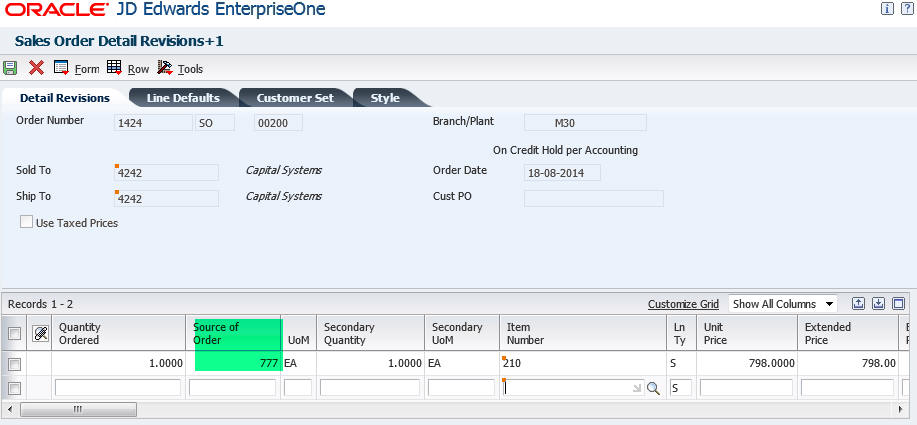 ORACLE JD Edwards EnterpriseOne
Sales Order Detail Revisions+1
Form Row Tools
Detail Revisions Line Defaults Customer Set Style
Order Number 1424 SO 00200 Branch/Plant M30
On Credit Hold per Accounting
Sold To 4242 Capital Systems Order Date 18-08-2014
Ship To 4242 Capital Systems Cust PO
Use Taxed Prices
Records 1 - 2 Customize Grid Show All Columns
Quantity Source of Secondary Secondary Item Ln Unit Extended
Ordered Order UoM Quantity UoM Number Ty Price Price
1.0000 777 EA 1.0000 EA 210 S 798.0000 798.00
S